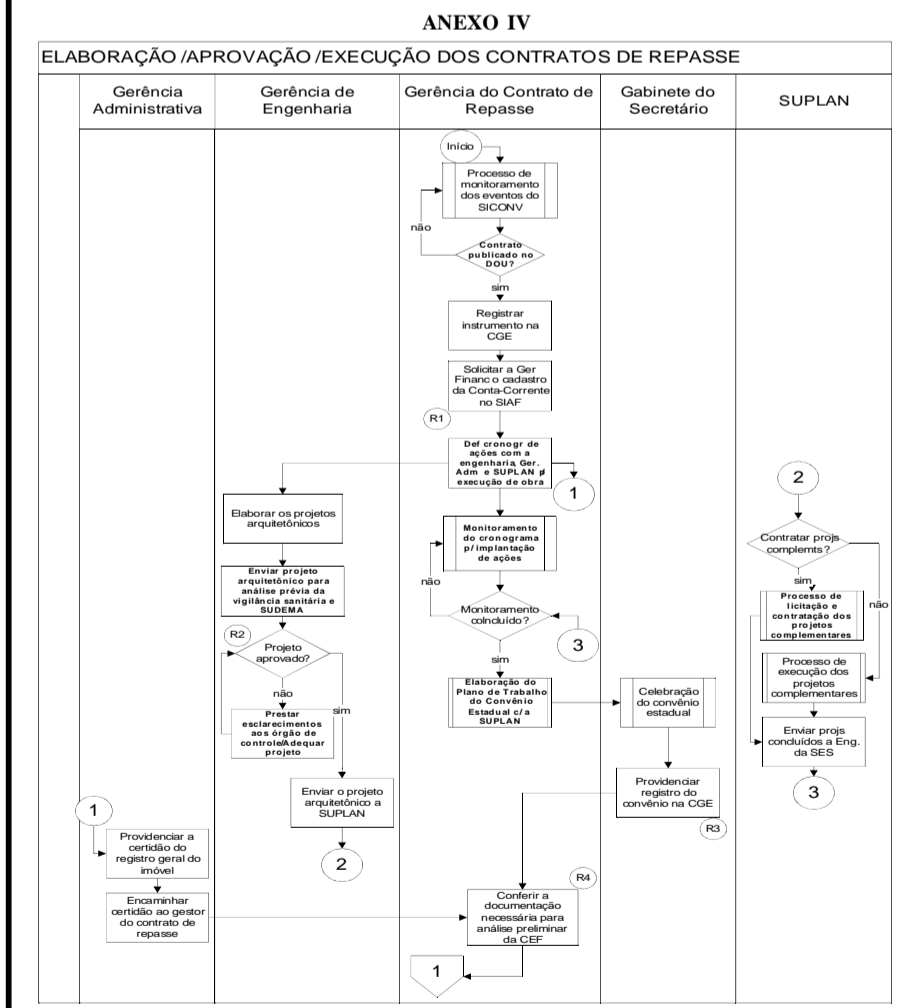 ANEXO IV
ELABORAÇÃO /APROVAÇÃO /EXECUÇÃO DOS CONTRATOS DE REPASSE
Gerência
Administrativa
Gerência de
Engenharia
Gerência do Contrato de
Repasse
Gabinete do
Secretário
SUPLAN
Início
Processo de
monitoramento
dos eventos do
SICONV
não
Contrato
publicado no
DOU?
sim
Registrar
instrumento na
CGE
Solicitar a Ger
Financ o cadastro
da Conta-Corrente
no SIAF
R1
Def cronogr de
ações com a
engenharia, Ger.
Adm e SUPLAN p/
execução de obra
1
Elaborar os projetos
arquitetônicos
Enviar projeto
arquitetônico para
análise prévia da
vigilância sanitária e
SUDEMA
R2
Projeto
aprovado?
não
sim
Prestar
esclarecimentos
aos órgão de
controle/Adequar
projeto
Enviar o projeto
arquitetônico a
SUPLAN
2
Monitoramento
do cronograma
p/ implantação
de ações
não
Monitoramento
colncluído?
3
sim
Elaboração do
Plano de Trabalho
do Convênio
Estadual c/ a
SUPLAN
Celebração
do convênio
estadual
Providenciar
registro do
convênio na CGE
R3
2
Contratar projs
complemts?
sim
não
Processo de
licitação e
contratação dos
projetos
complementares
Processo de
execução dos
projetos
complementares
Enviar projs
concluídos a Eng.
da SES
3
1
Providenciar a
certidão do
registro geral do
imóvel
Encaminhar
certidão ao gestor
do contrato de
repasse
R4
Conferir a
documentação
necessária para
análise preliminar
da CEF
1